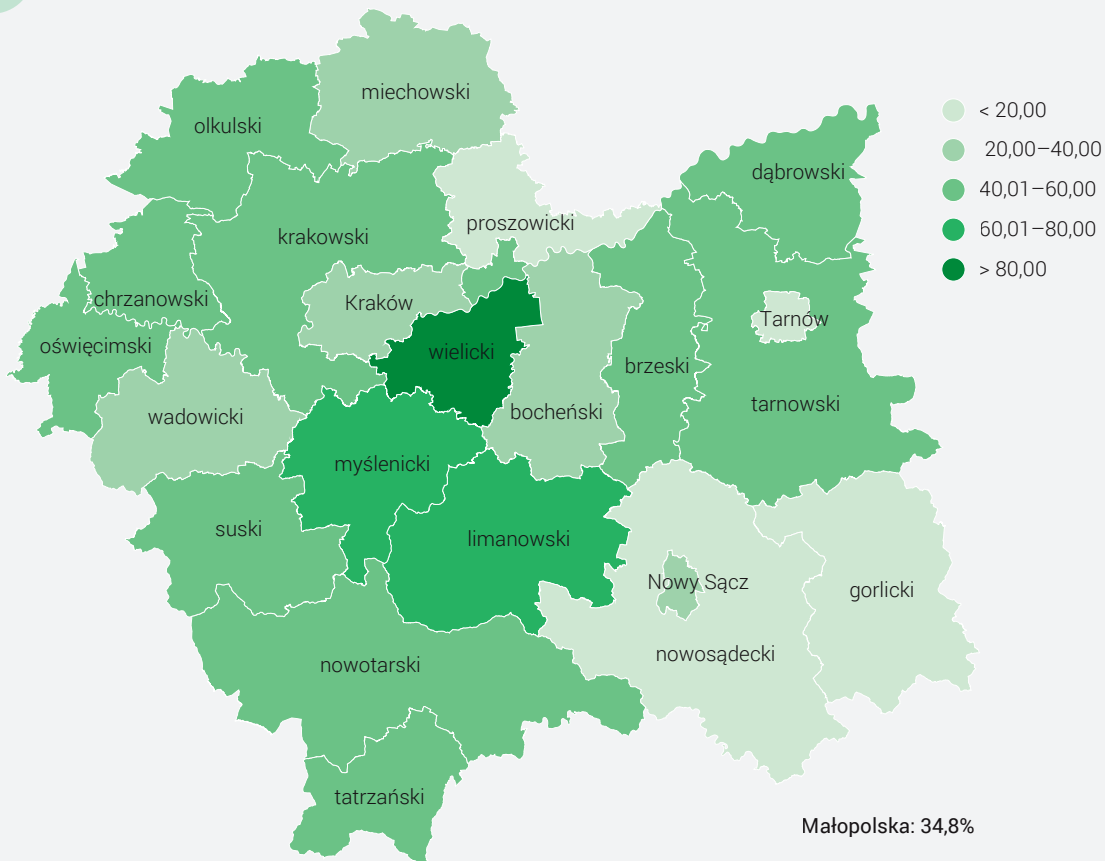 miechowski
olkulski
< 20,00
20,00–40,00
40,01–60,00
60,01–80,00
> 80,00
dąbrowski
proszowicki
krakowski
chrzanowski
Kraków
Tarnów
oświęcimski
wielicki
brzeski
tarnowski
wadowicki
bocheński
myślenicki
suski
limanowski
Nowy Sącz
gorlicki
nowosądecki
nowotarski
tatrzański
Małopolska: 34,8%